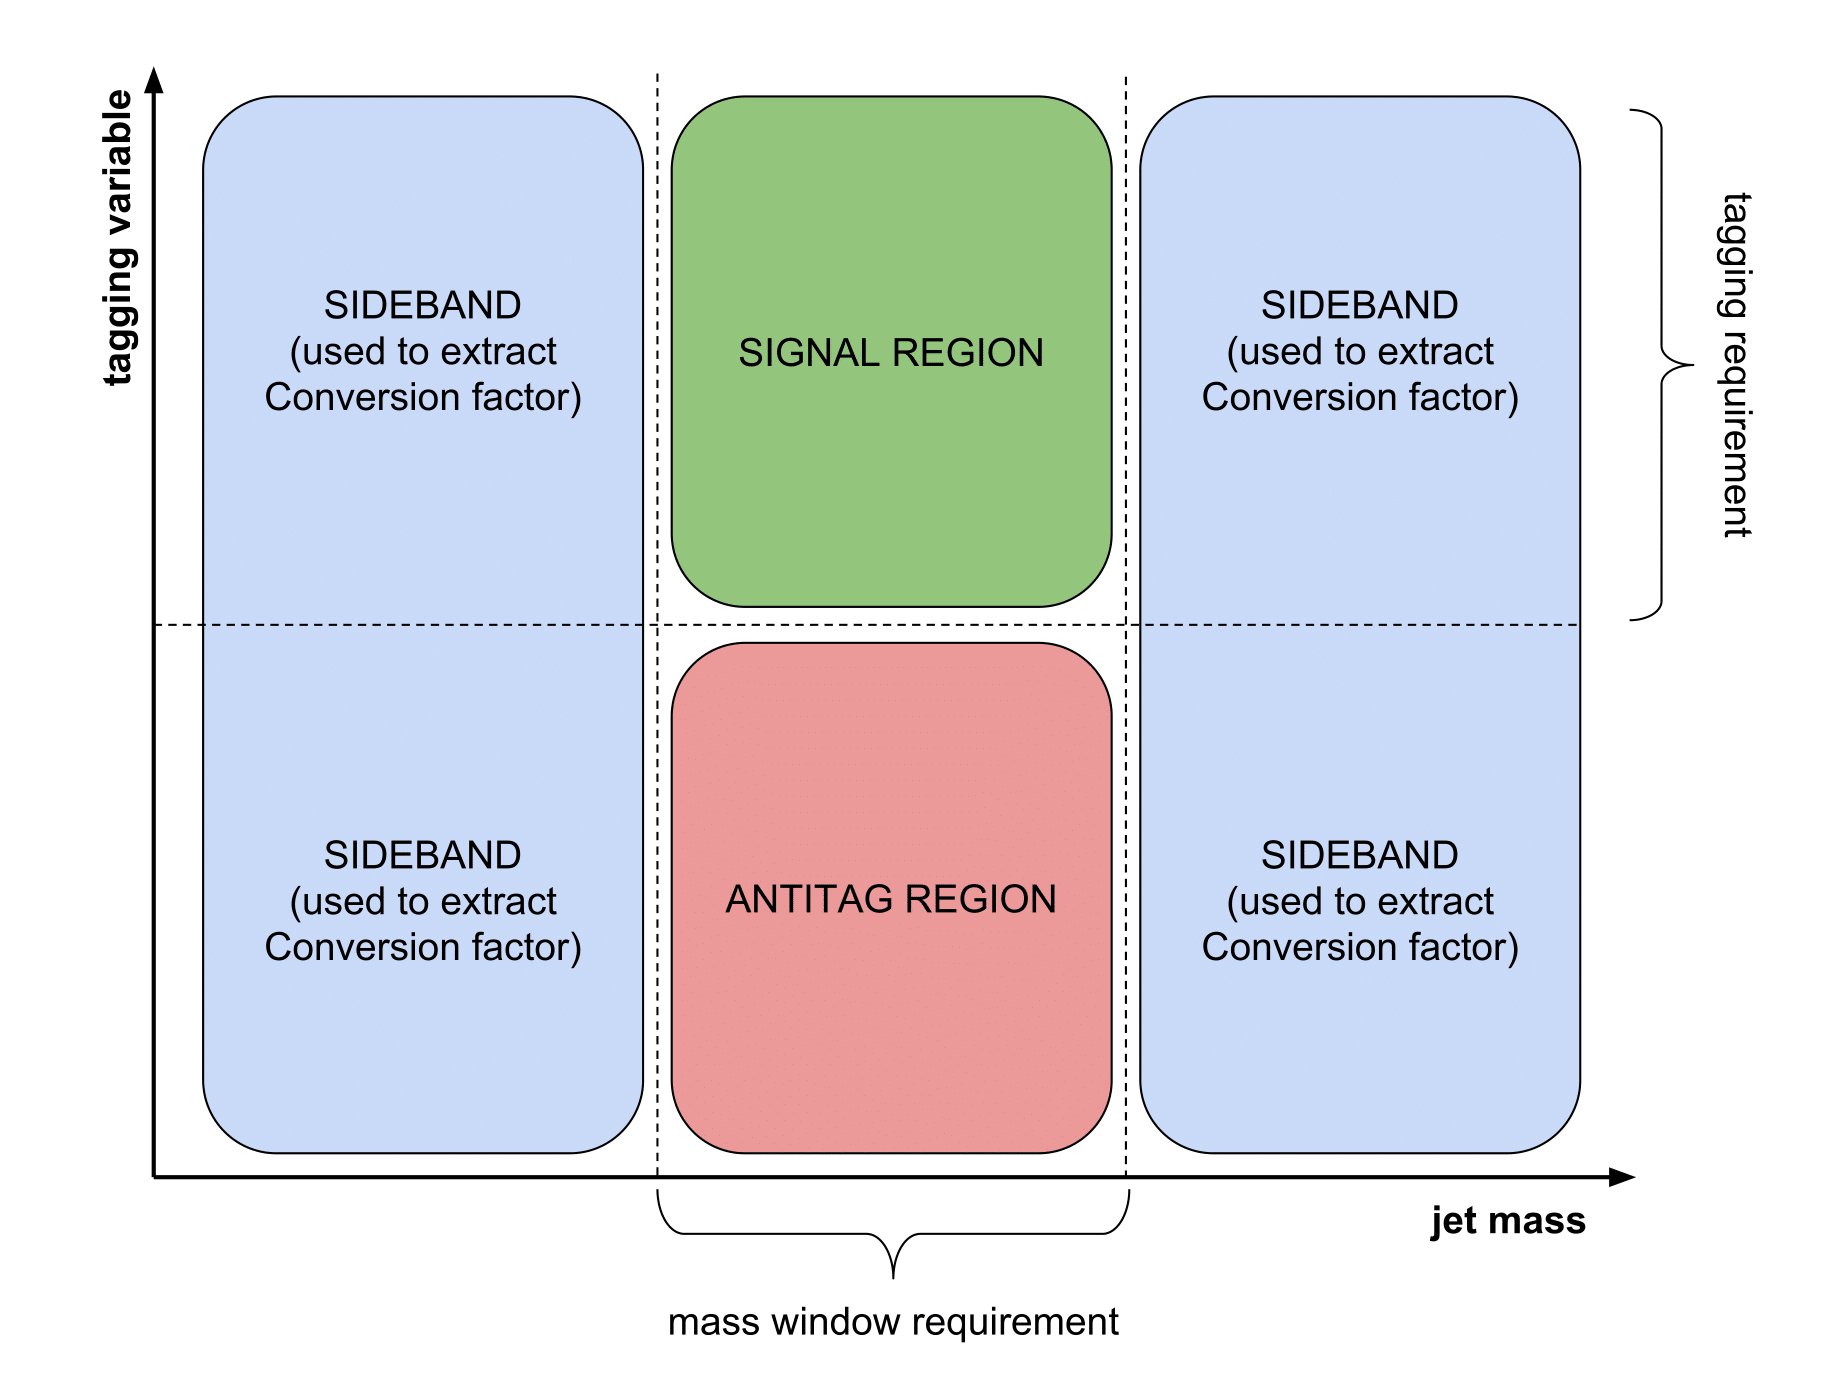 tagging variable
SIDEBAND
(used to extract
Conversion factor)
SIGNAL REGION
SIDEBAND
(used to extract
Conversion factor)
tagging requirement
SIDEBAND
(used to extract
Conversion factor)
ANTITAG REGION
SIDEBAND
(used to extract
Conversion factor)
jet mass
mass window requirement